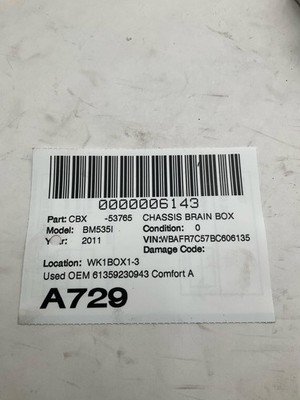 0000006143
Part: CBX -53765 CHASSIS BRAIN BOX
Model: BM535I Condition: 0
Year: 2011 VIN:WBAFR7C57BC606135
Damage Code:
Location: WK1BOX1-3
Used OEM 61359230943 Comfort A
A729